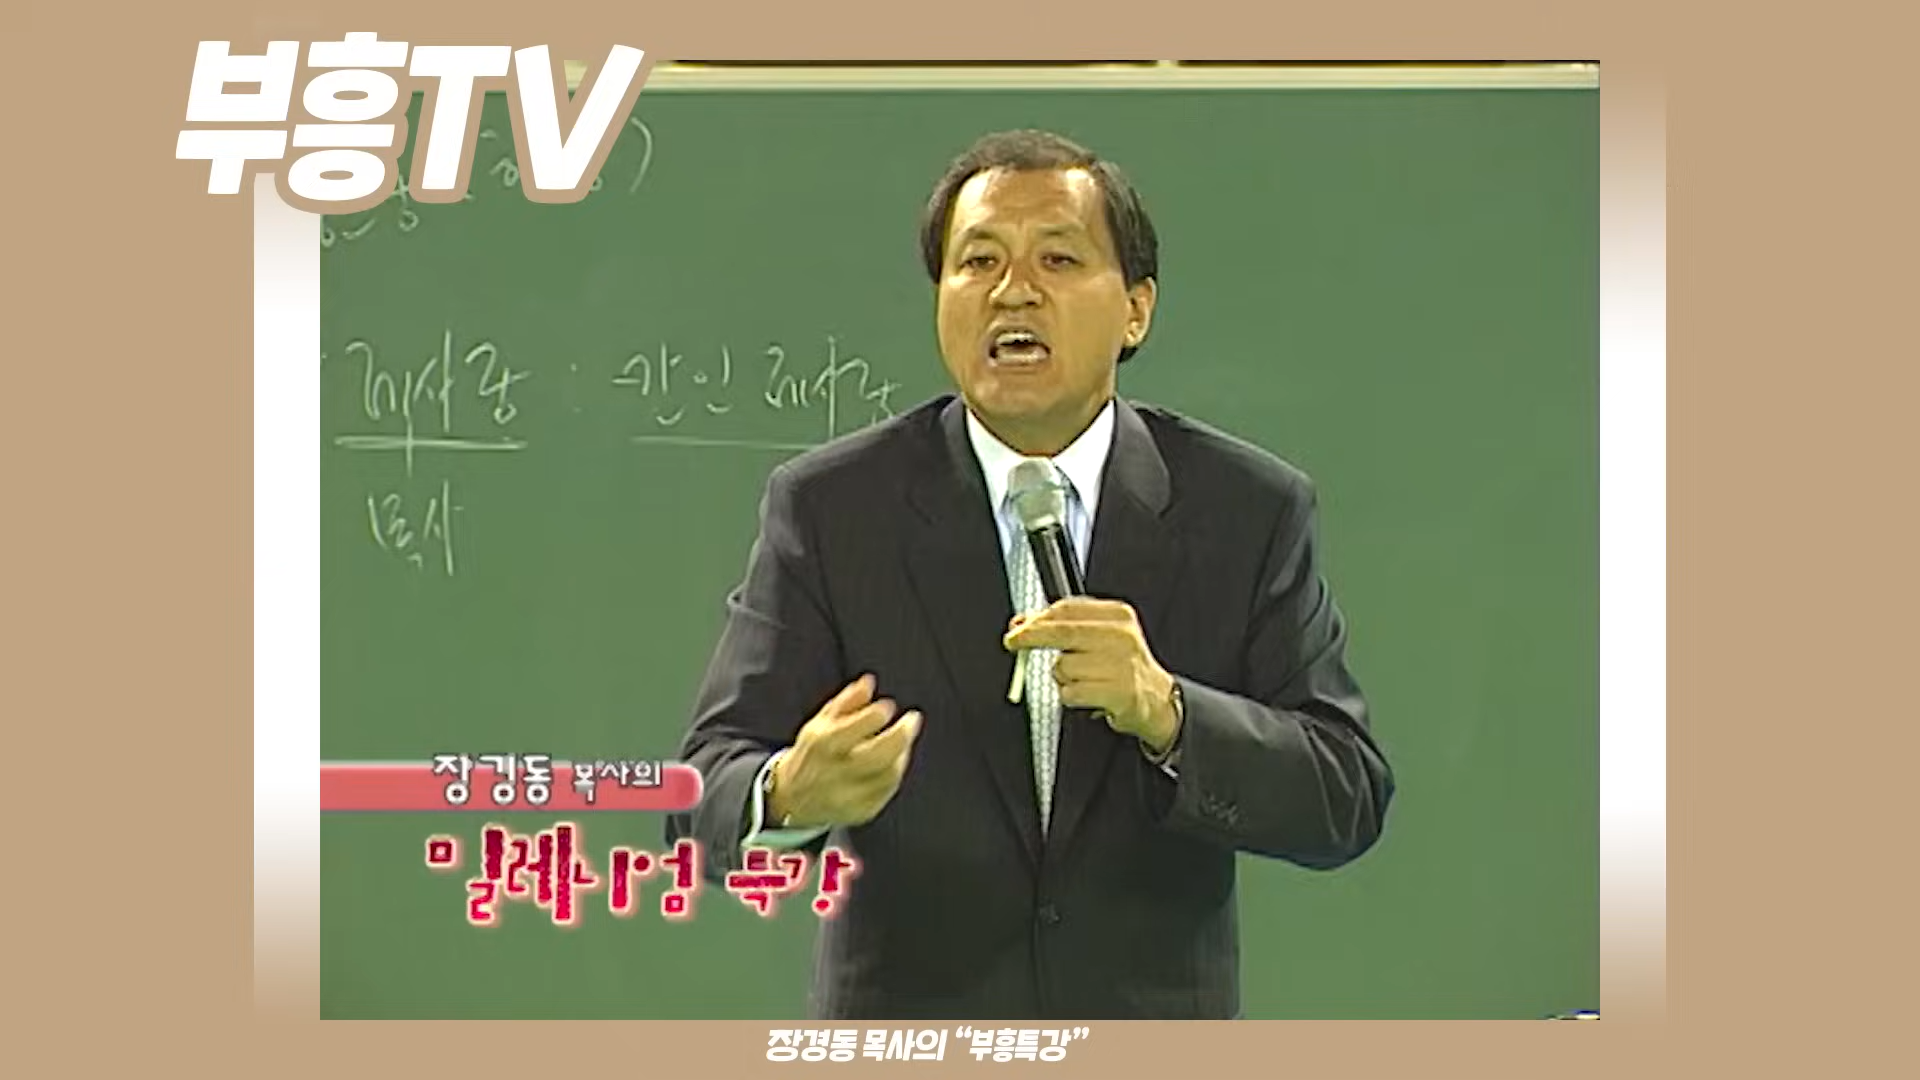 부흥TV
제사장 : 간인 제사장
목사
장경동 목사의
밀레니엄 특강
장경동 목사의 “부흥특강”